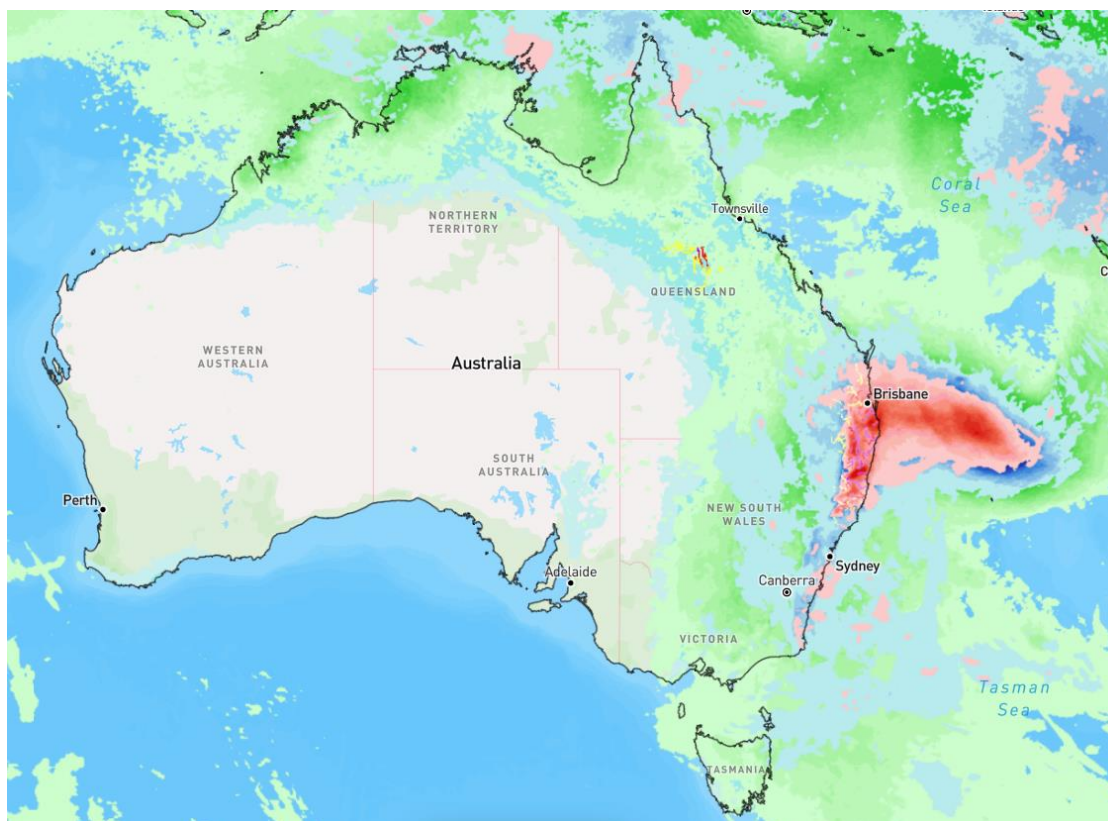 Coral
Sea
Townsville
NORTHERN
TERRITORY
QUEENSLAND
WESTERN
AUSTRALIA
Australia
Brisbane
SOUTH
AUSTRALIA
Perth
NEW SOUTH
WALES
Sydney
Adelaide
Canberra
VICTORIA
Tasman
Sea
TASMANIA